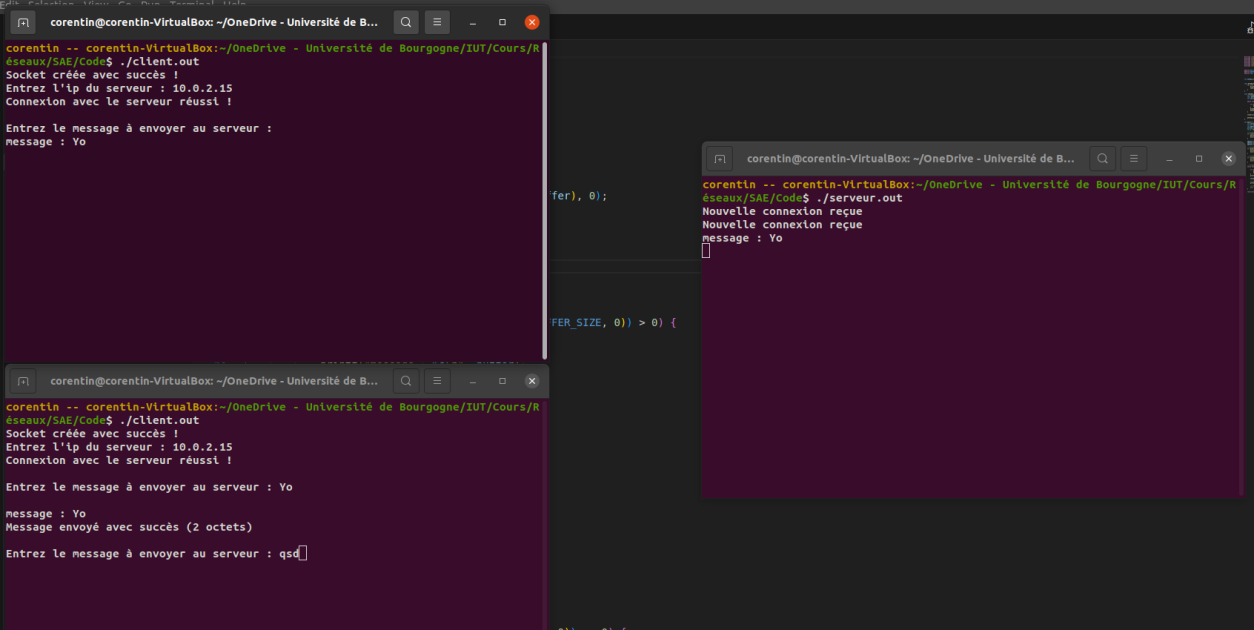 Edit Selection View Go Run Terminal Help
corentin@corentin-VirtualBox: ~/OneDrive - Université de B...
corentin -- corentin-VirtualBox:~/OneDrive - Université de Bourgogne/IUT/Cours/R
éseaux/SAE/Code$ ./client.out
Socket créée avec succès !
Entrez l'ip du serveur : 10.0.2.15
Connexion avec le serveur réussi !
Entrez le message à envoyer au serveur :
message : Yo
fer), 0);
FER_SIZE, 0)) > 0) {
corentin@corentin-VirtualBox: ~/OneDrive - Université de B...
corentin -- corentin-VirtualBox:~/OneDrive - Université de Bourgogne/IUT/Cours/R
éseaux/SAE/Code$ ./serveur.out
Nouvelle connexion reçue
Nouvelle connexion reçue
message : Yo
corentin@corentin-VirtualBox: ~/OneDrive - Université de B...
corentin -- corentin-VirtualBox:~/OneDrive - Université de Bourgogne/IUT/Cours/R
éseaux/SAE/Code$ ./client.out
Socket créée avec succès !
Entrez l'ip du serveur : 10.0.2.15
Connexion avec le serveur réussi !
Entrez le message à envoyer au serveur : Yo
message : Yo
Message envoyé avec succès (2 octets)
Entrez le message à envoyer au serveur : qsd